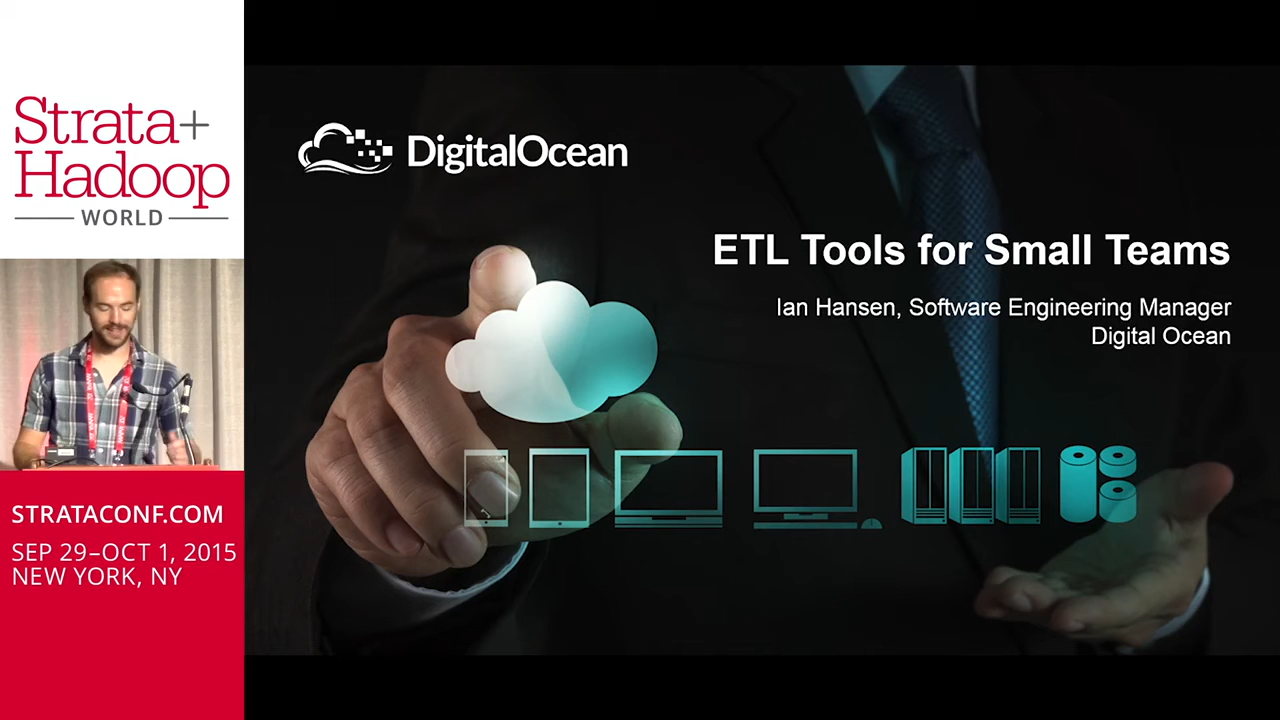 Strata+
Hadoop
WORLD
STRATACONF.COM
SEP 29–OCT 1, 2015
NEW YORK, NY
DigitalOcean
ETL Tools for Small Teams
Ian Hansen, Software Engineering Manager
Digital Ocean